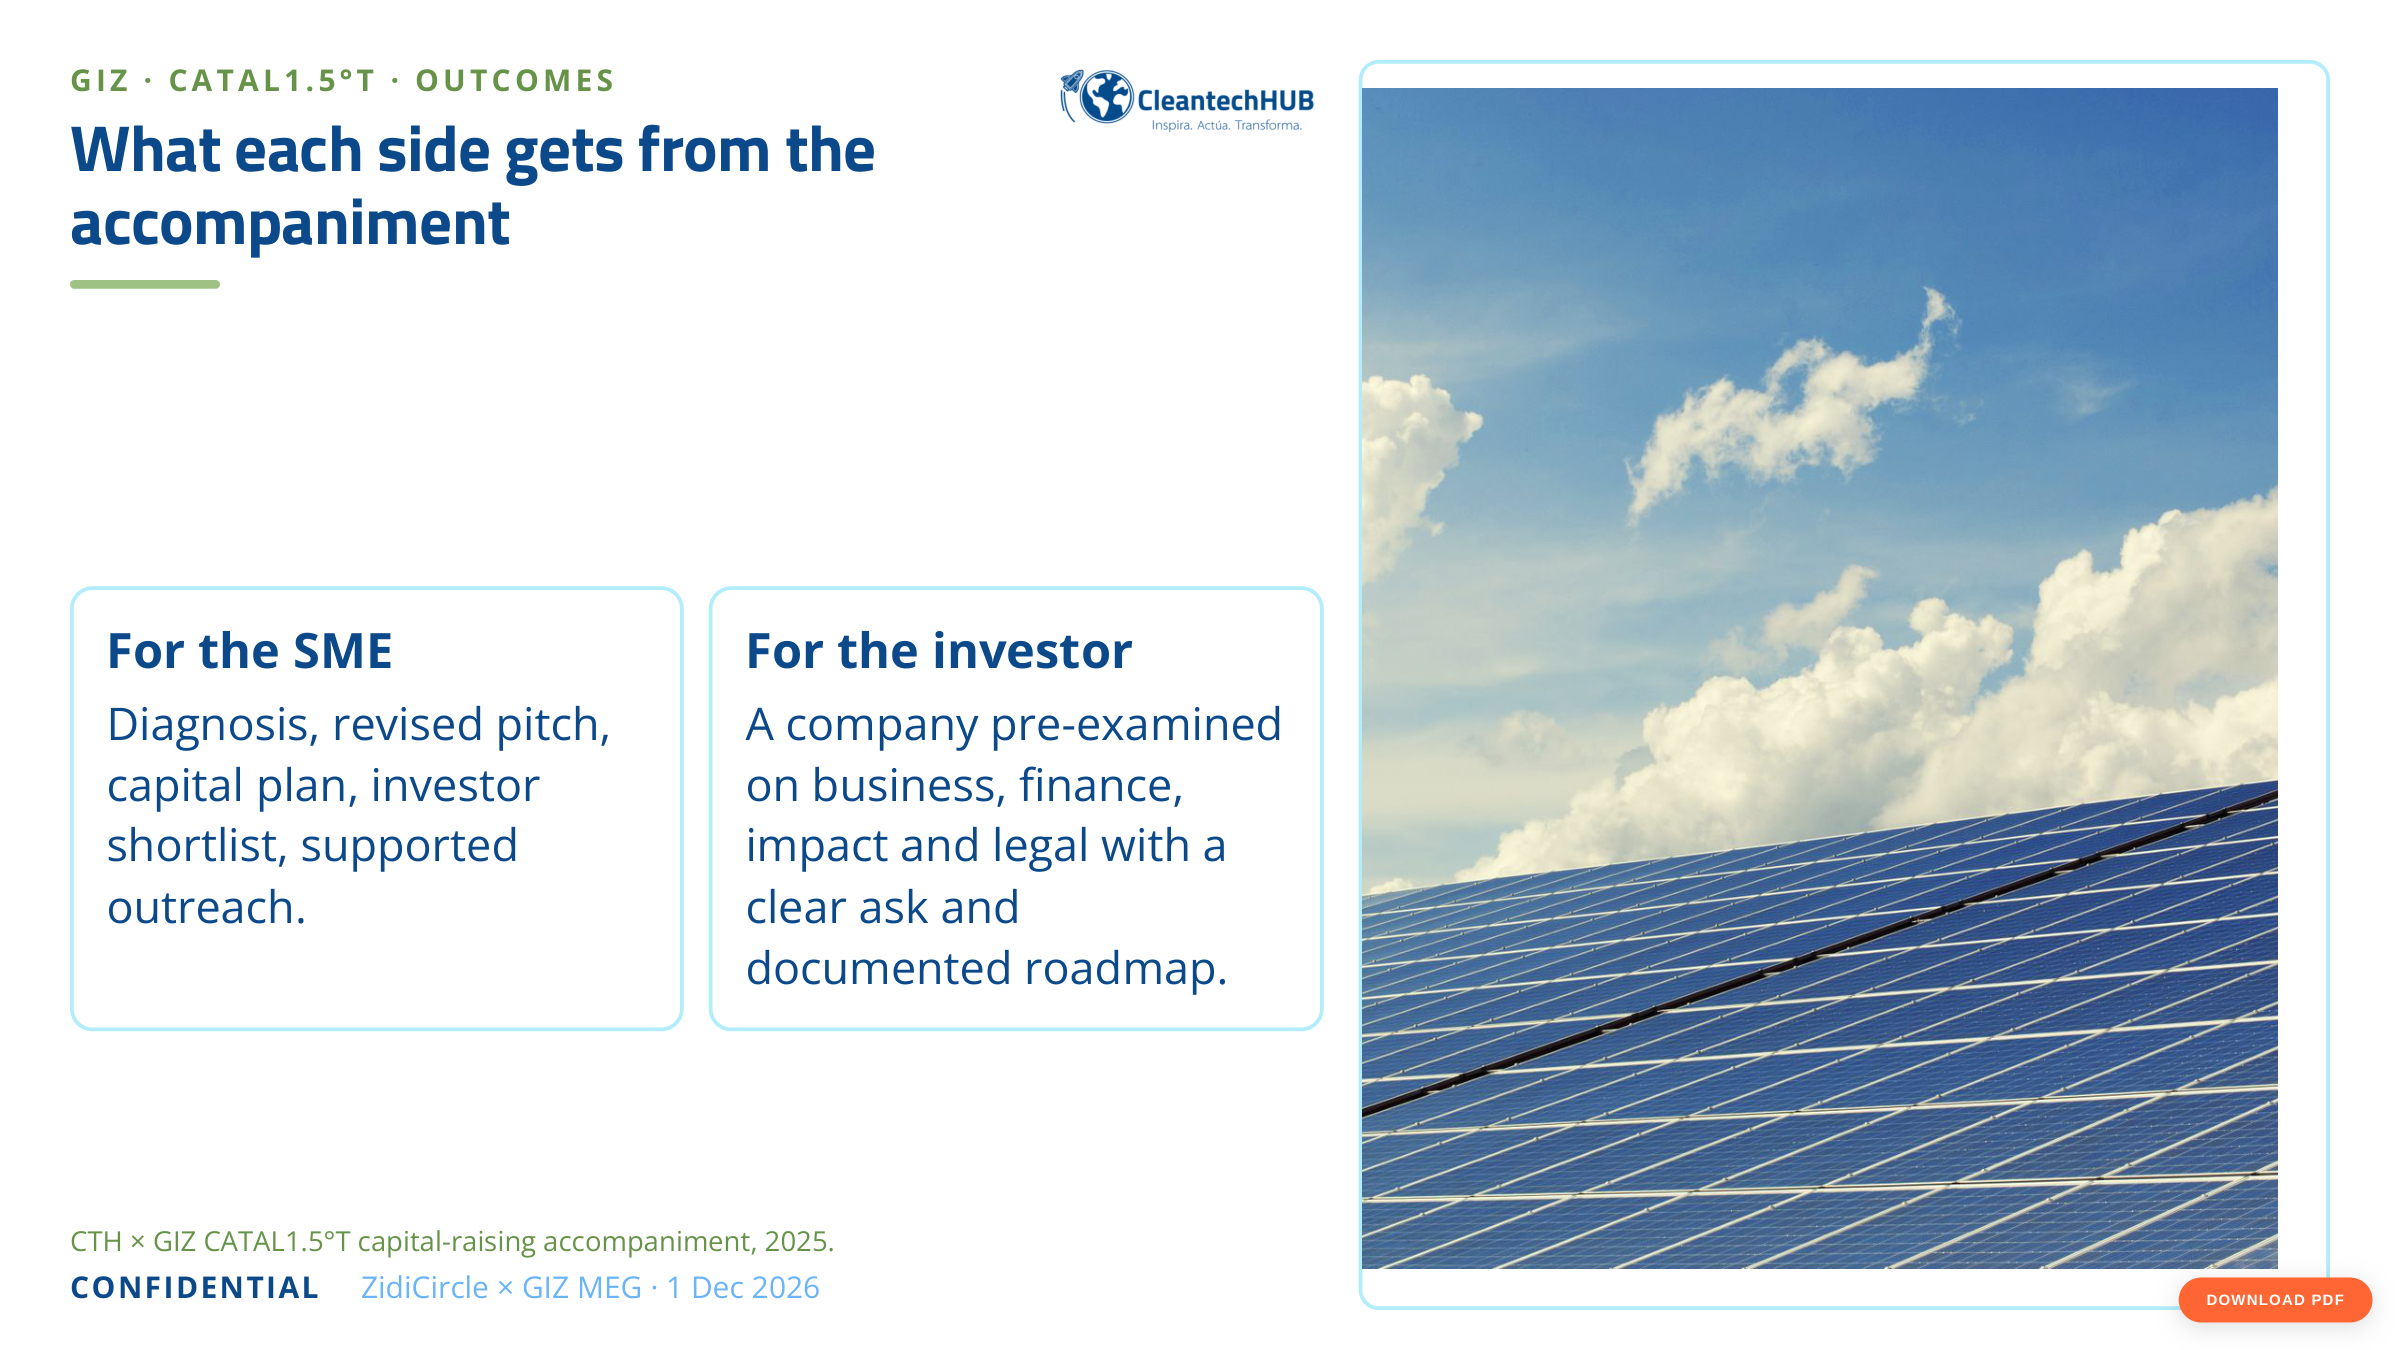 GIZ · CATAL1.5°T · OUTCOMES
What each side gets from the
accompaniment
CleantechHUB
Inspira. Actúa. Transforma.
For the SME
Diagnosis, revised pitch,
capital plan, investor
shortlist, supported
outreach.
For the investor
A company pre-examined
on business, finance,
impact and legal with a
clear ask and
documented roadmap.
CTH × GIZ CATAL1.5°T capital-raising accompaniment, 2025.
CONFIDENTIAL ZidiCircle × GIZ MEG · 1 Dec 2026
DOWNLOAD PDF